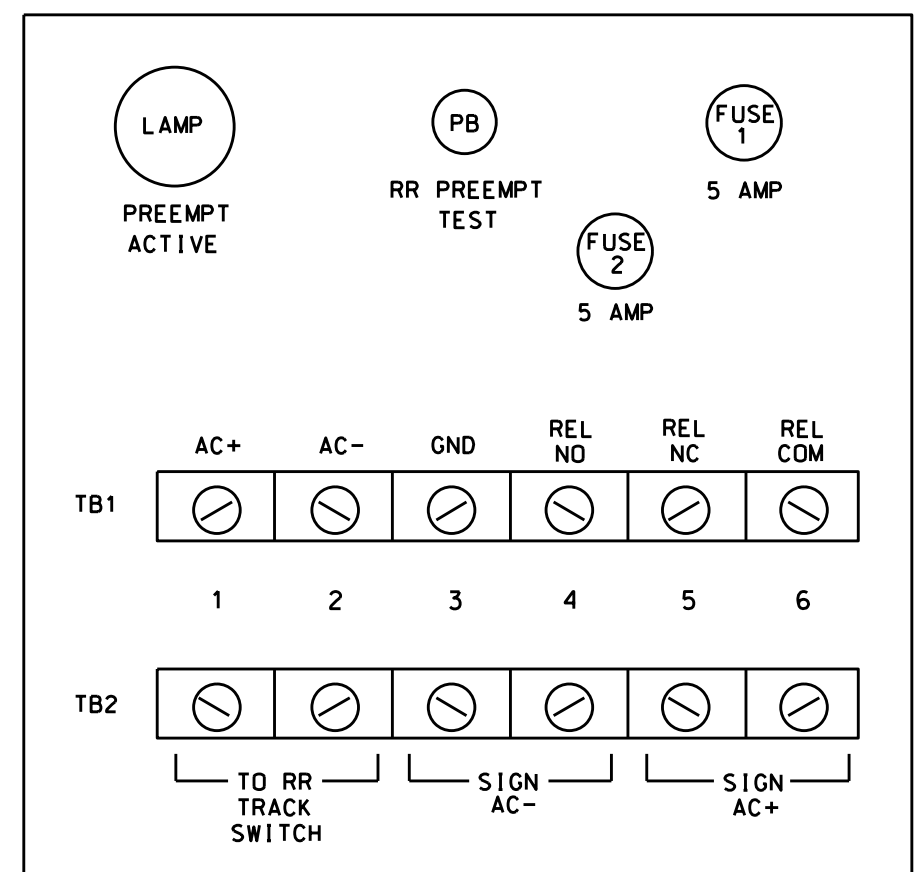 LAMP
PREEMPT
ACTIVE
PB
RR PREEMPT
TEST
FUSE
1
5 AMP
FUSE
2
5 AMP
AC+
AC-
GND
REL
NO
REL
NC
REL
COM
TB1
1 2 3 4 5 6
TB2
TO RR
TRACK
SWITCH
SIGN
AC-
SIGN
AC+